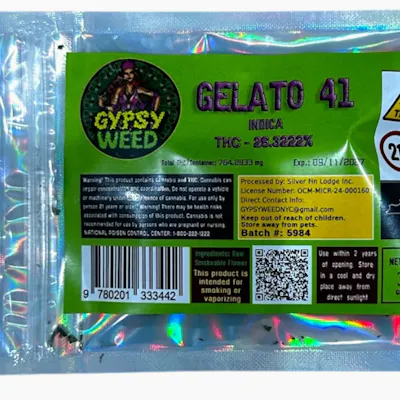 GYPSY
WEED
GELATO 41
INDICA
THC - 26.3222%
Total THC/Container: 764.8933 mg
Exp.: 09/11/2027
Warning! This product contains Cannabis and THC. Cannabis can
impair concentration and coordination. Do not operate a vehicle
or machinery under the influence of cannabis. For use only by
person 21 years or older. Warning! There may be health risks
associated with consumption of this product. Cannabis is not
recommended for use by persons who are pregnant or nursing
NATIONAL POISON CONTROL CENTER: 1-800-222-1222
Processed by: Silver Fin Lodge Inc.
License Number: OCM-MICR-24-000160
Direct Contact Info:
GYPSYWEEDNYC@gmail.com
Keep out of reach of children.
Store away from pets.
Batch #: 5984
9 780201 333442
Ingredients: Raw
Smokeable Flower
This product is
intended for
smoking or
vaporizing
Use within 2 years
of opening Store
in a cool and dry
place away from
direct sunlight
NET
2